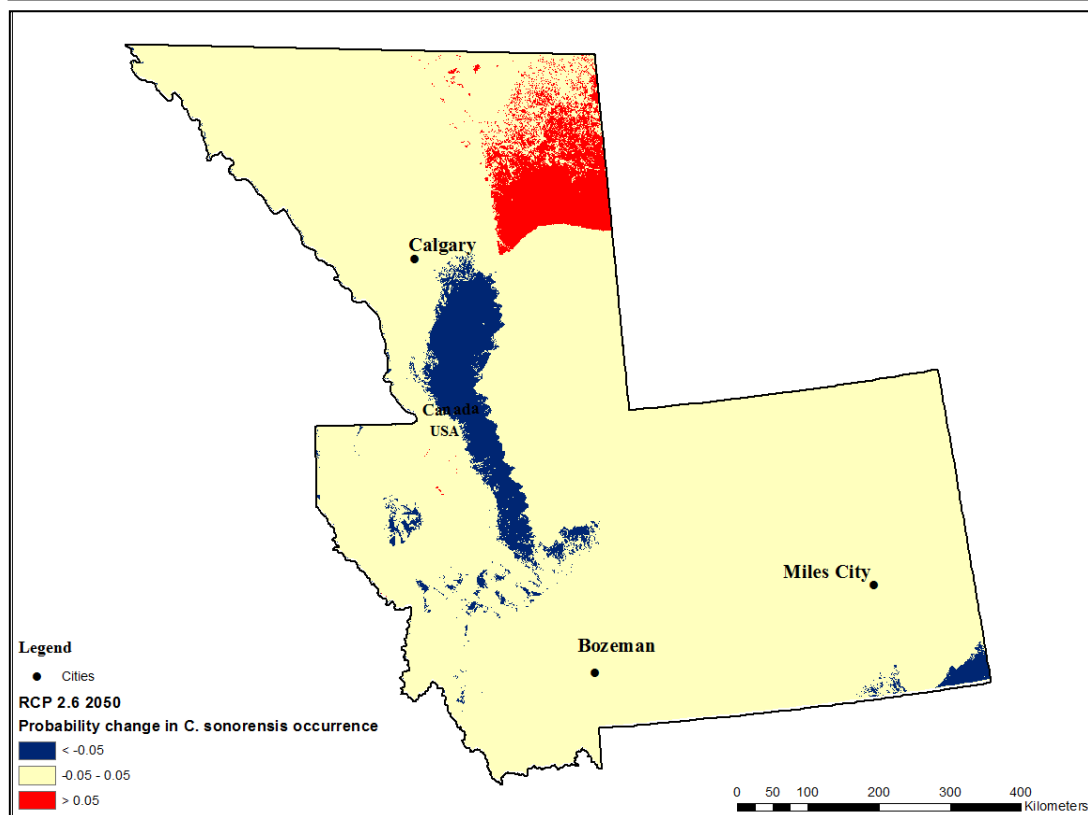 Calgary
Canada
USA
Miles City
Bozeman
Legend
Cities
RCP 2.6 2050
Probability change in C. sonorensis occurrence
< -0.05
-0.05 - 0.05
> 0.05
0 50 100 200 300 400
Kilometers